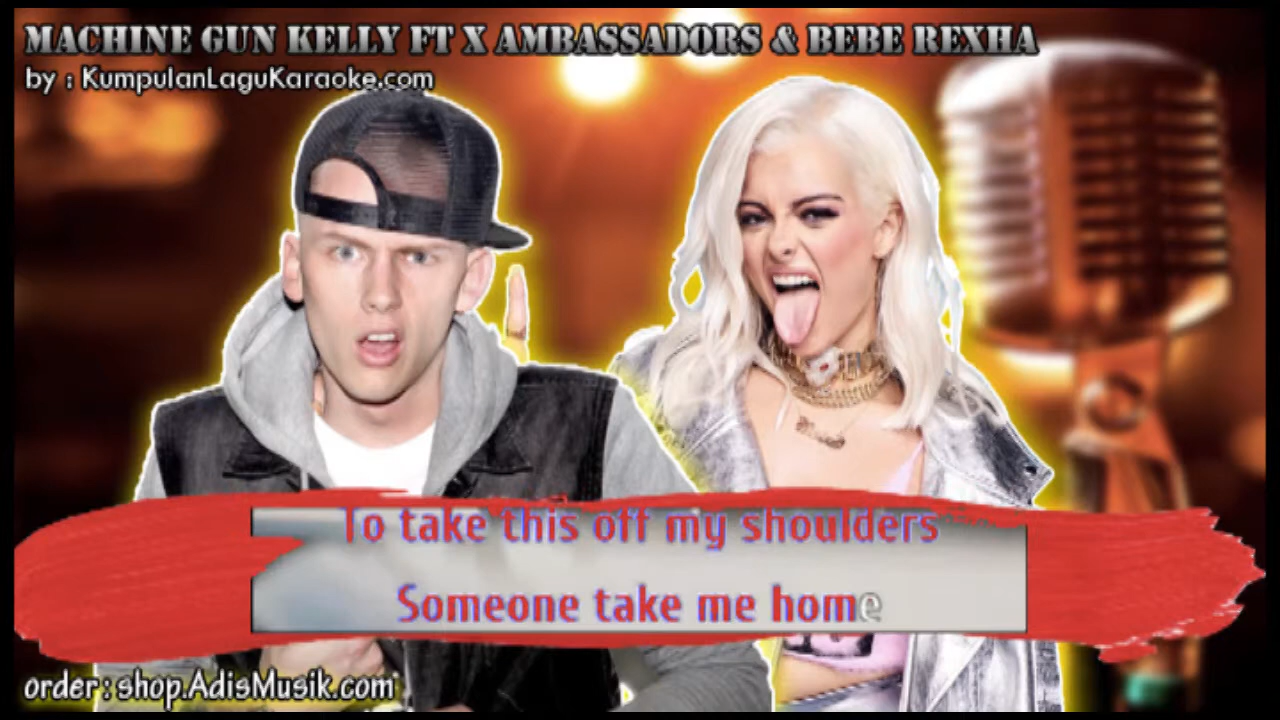 MACHINE GUN KELLY FT X AMBASSADORS & BEBE REXHA
by : KumpulanLaguKaraoke.com
To take this off my shoulders
Someone take me home
order : shop.AdisMusik.com